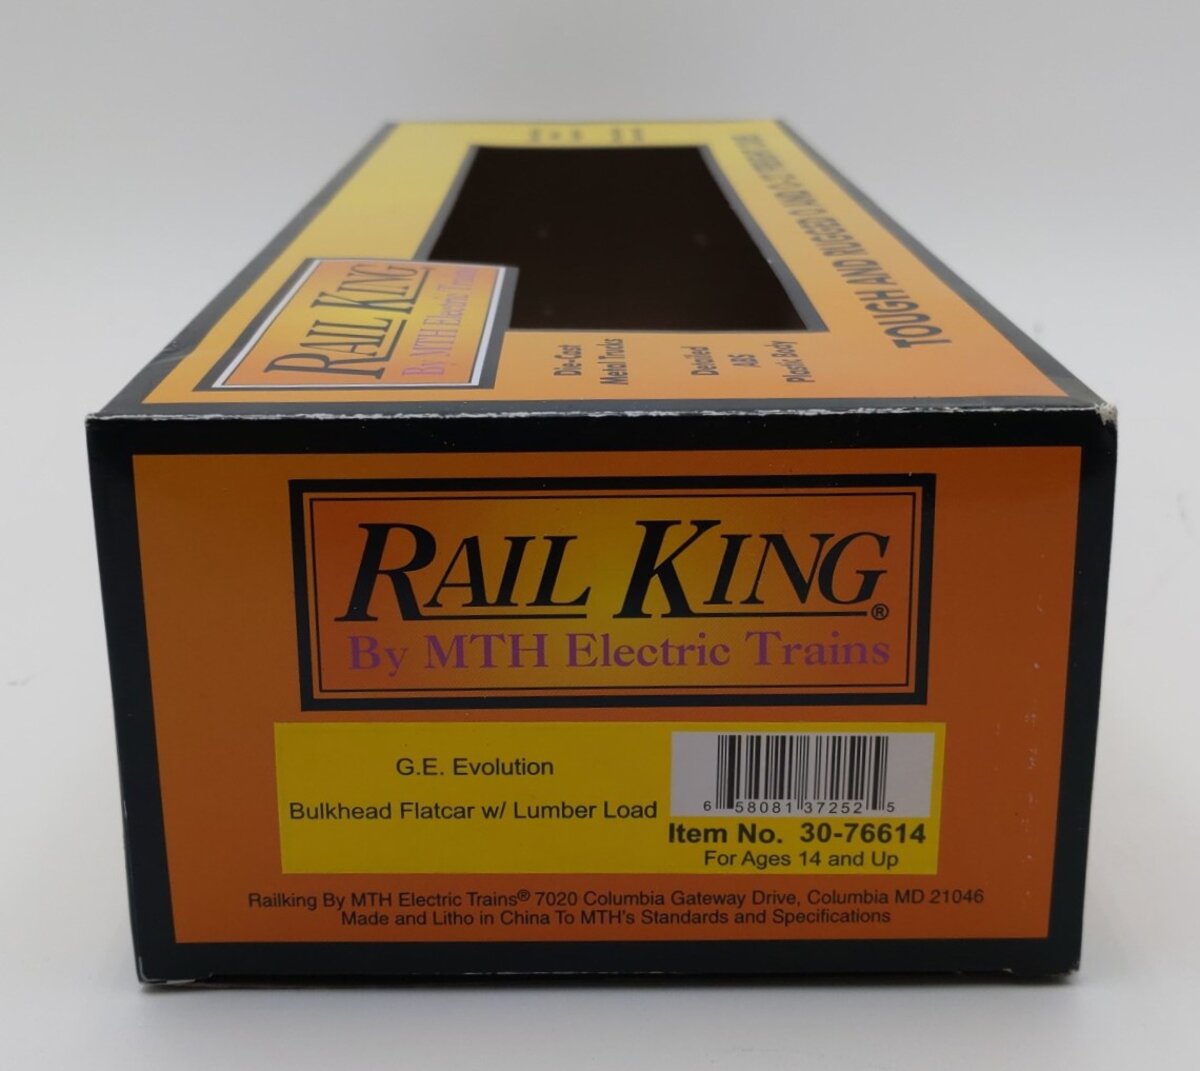 TOUGH AND RUGGED O AND O-27
RAIL KING
By MTH Electric Trains
Die-Cast
Metal Trucks
Detailed
ABS
Plastic Body
RAIL KING®
By MTH Electric Trains
G.E. Evolution
Bulkhead Flatcar w/ Lumber Load
6 58081 37252 5
Item No. 30-76614
For Ages 14 and Up
Railking By MTH Electric Trains® 7020 Columbia Gateway Drive, Columbia MD 21046
Made and Litho in China To MTH's Standards and Specifications